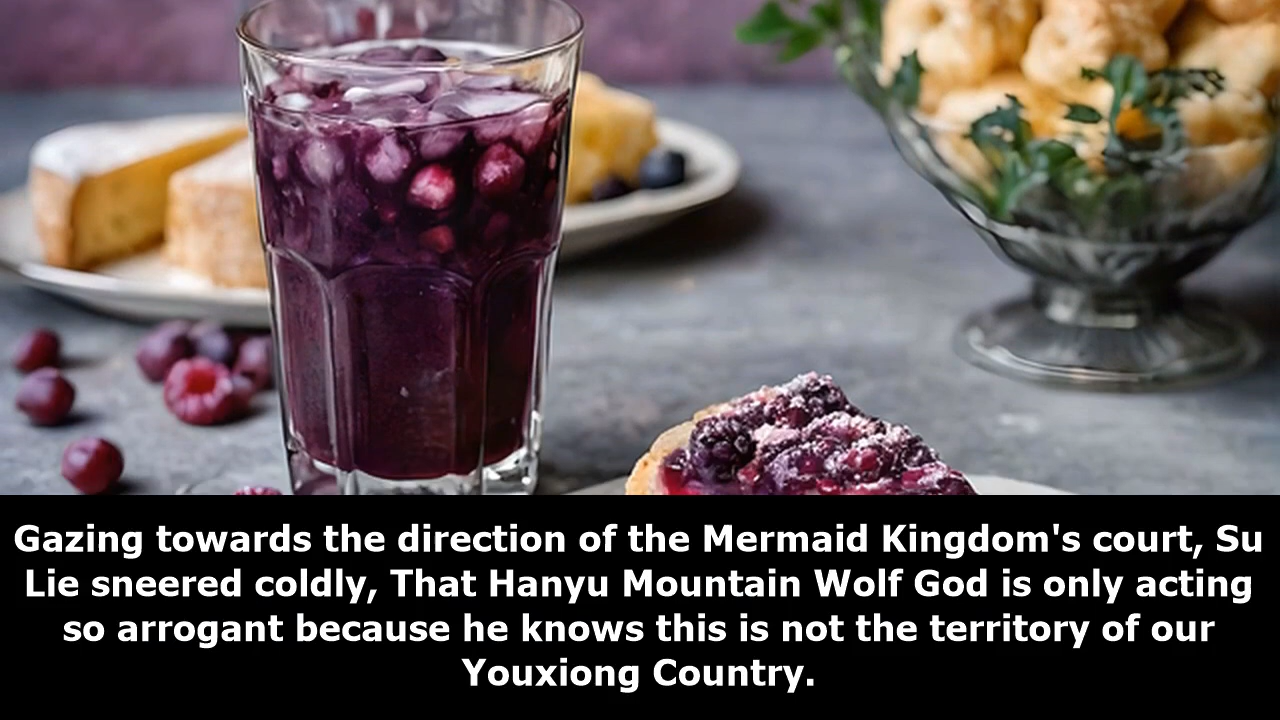 Gazing towards the direction of the Mermaid Kingdom's court, Su
Lie sneered coldly, That Hanyu Mountain Wolf God is only acting
so arrogant because he knows this is not the territory of our
Youxiong Country.